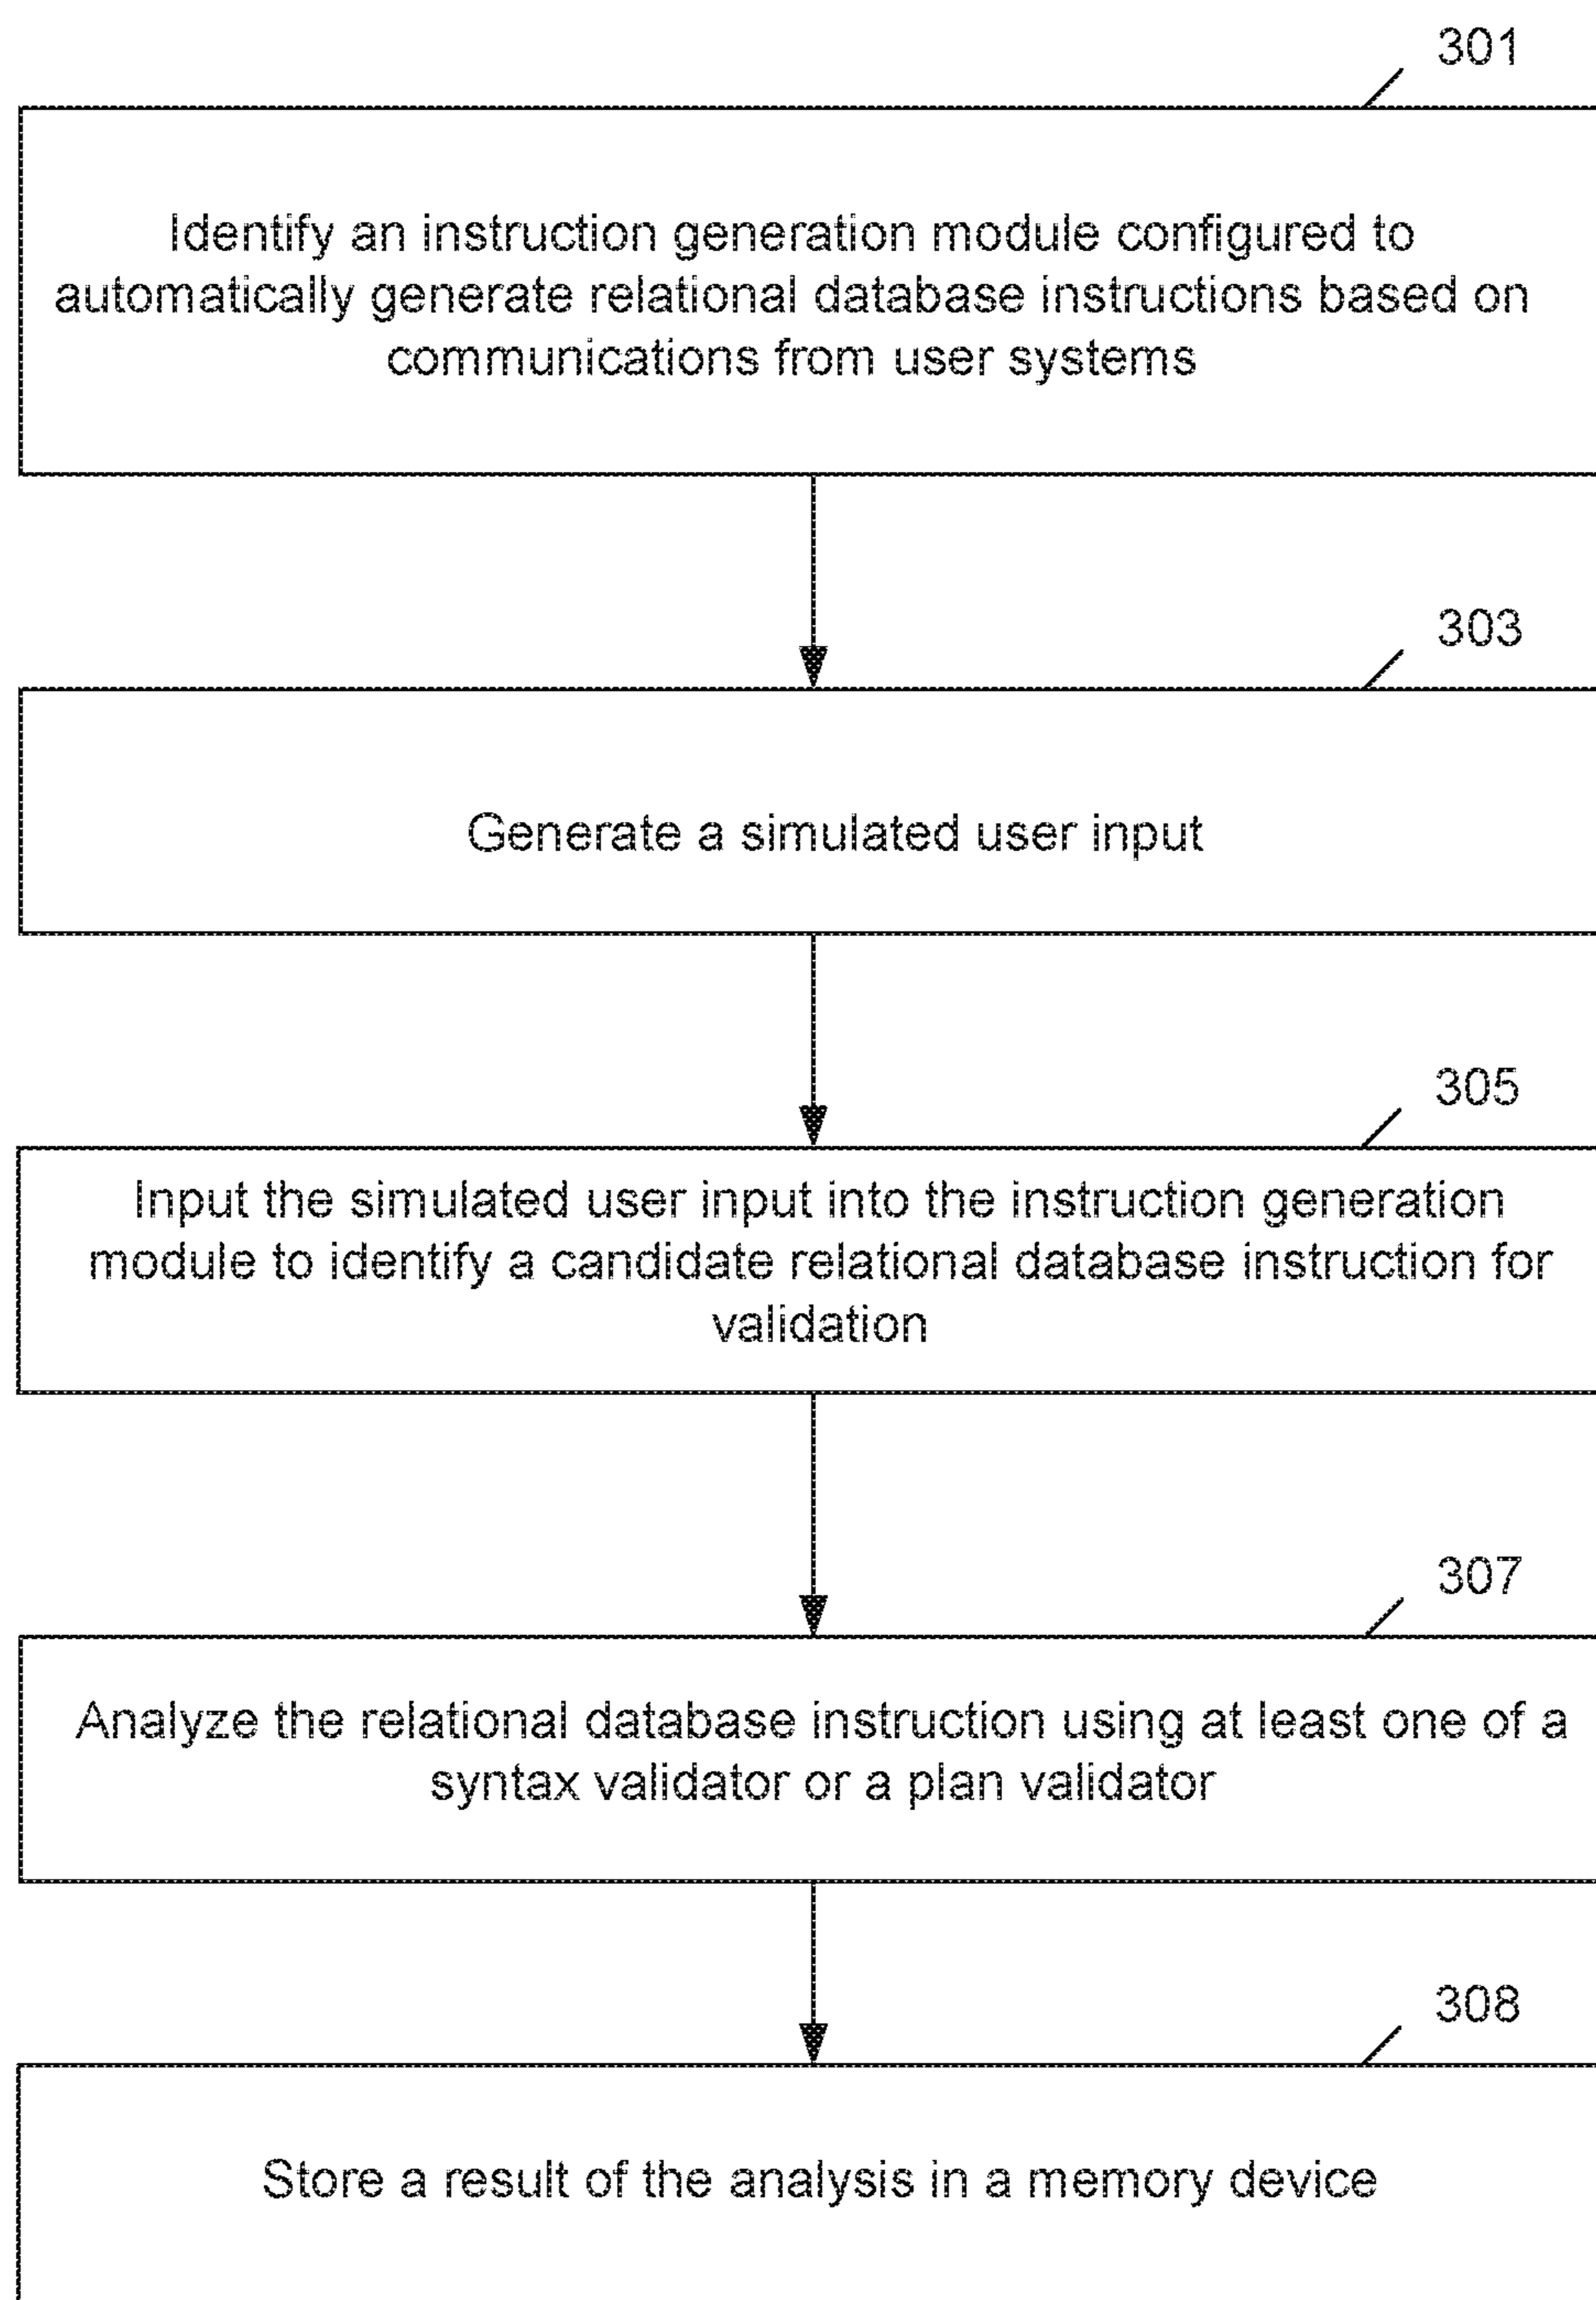 301
Identify an instruction generation module configured to
automatically generate relational database instructions based on
communications from user systems
303
Generate a simulated user input
305
Input the simulated user input into the instruction generation
module to identify a candidate relational database instruction for
validation
307
Analyze the relational database instruction using at least one of a
syntax validator or a plan validator
308
Store a result of the analysis in a memory device